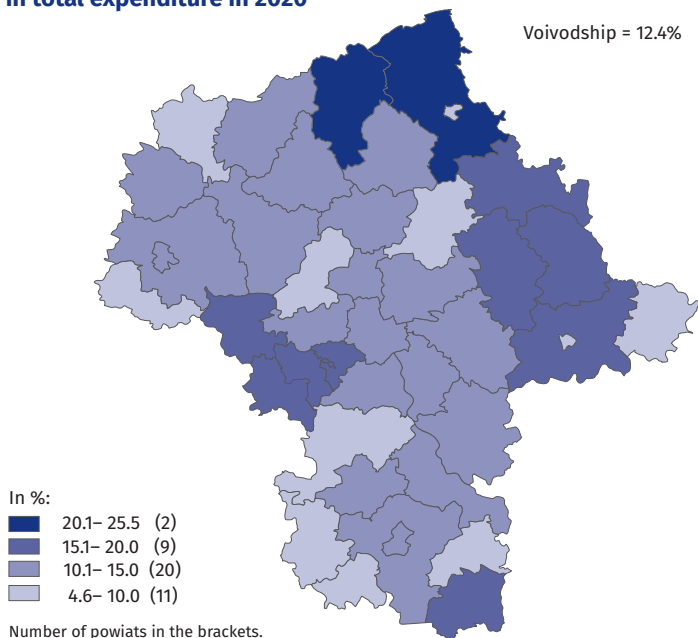 in total expenditure in 2020
Voivodship = 12.4%
In %:
20.1– 25.5 (2)
15.1– 20.0 (9)
10.1– 15.0 (20)
4.6– 10.0 (11)
Number of powiats in the brackets.